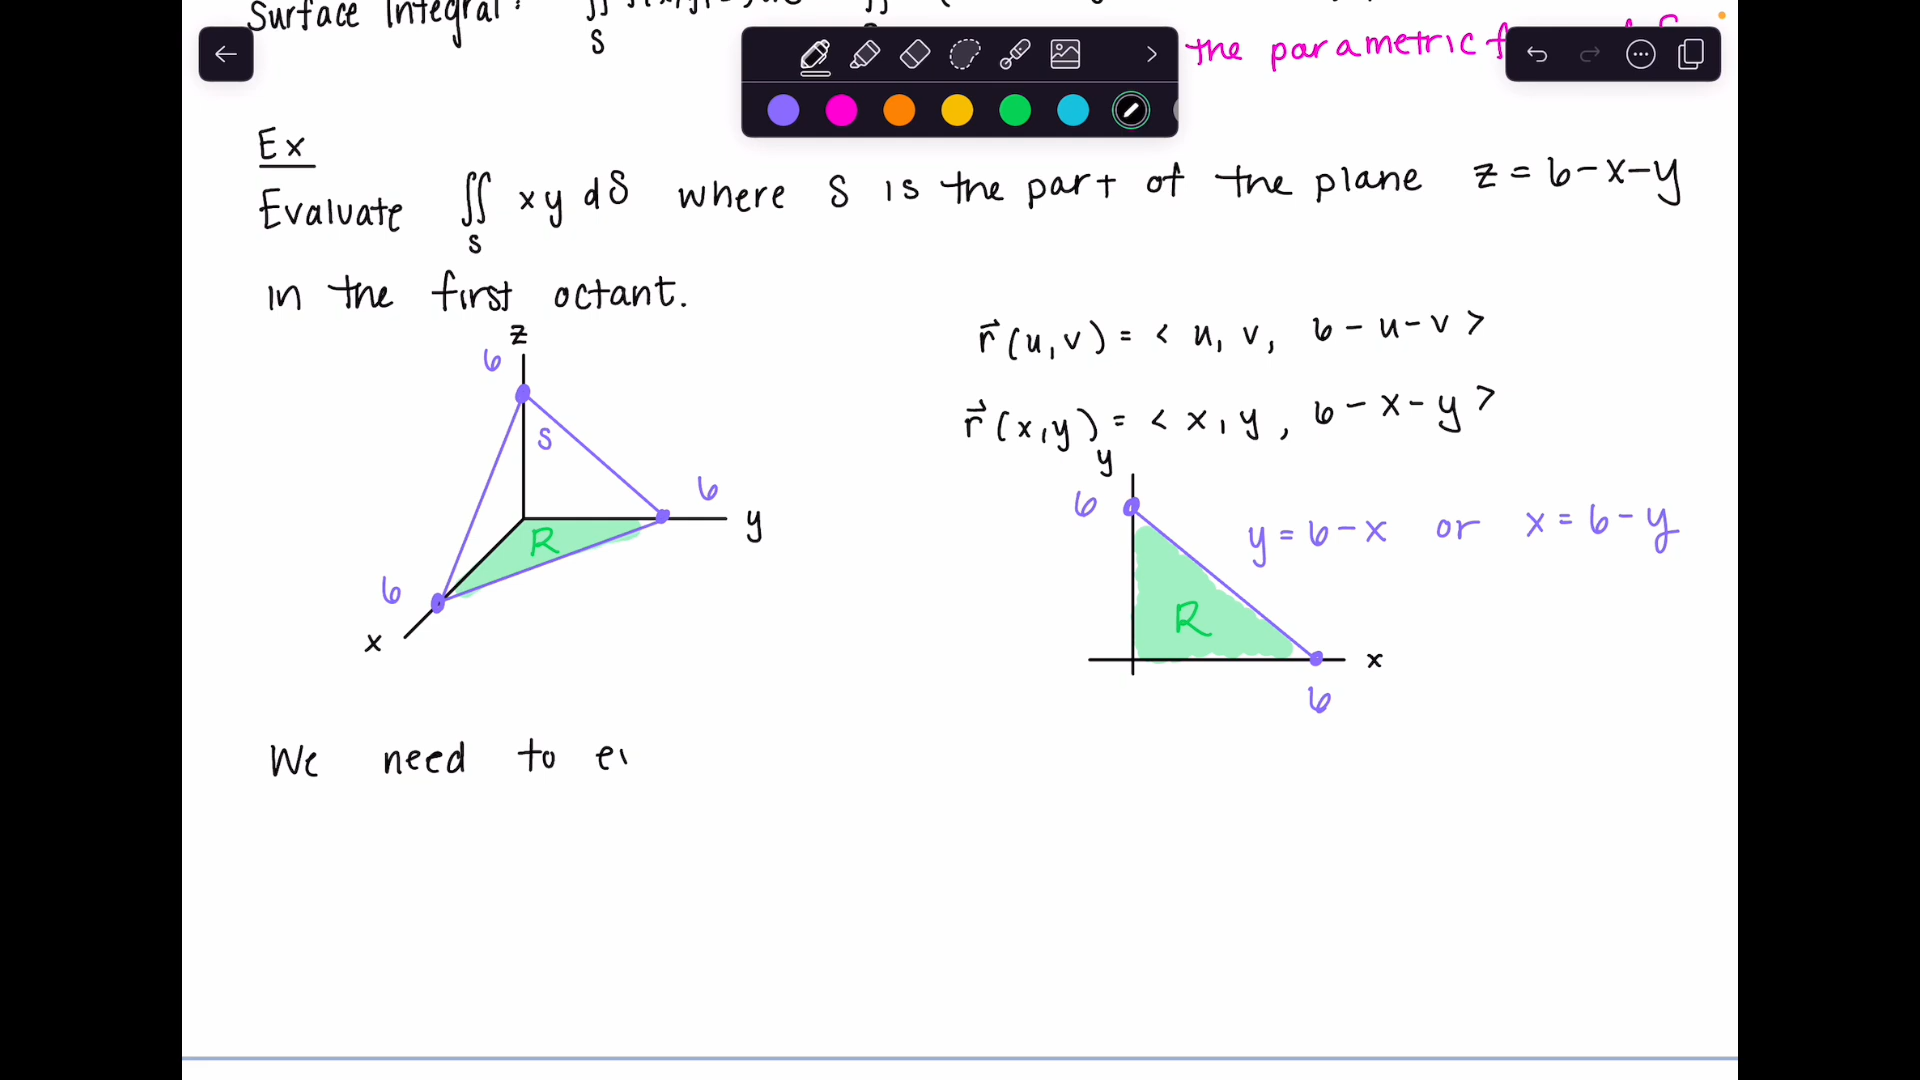 Surface Integral:
S
the parametric
Ex
Evaluate ∬ xy dS where S is the part of the plane z = 6-x-y
S
in the first octant.
z
6
S
6
y
R
6
x
r⃗(u,v) = < u, v, 6-u-v >
r⃗(x,y) = < x, y, 6-x-y >
y
6
y = 6-x or x = 6-y
R
x
6
We need to